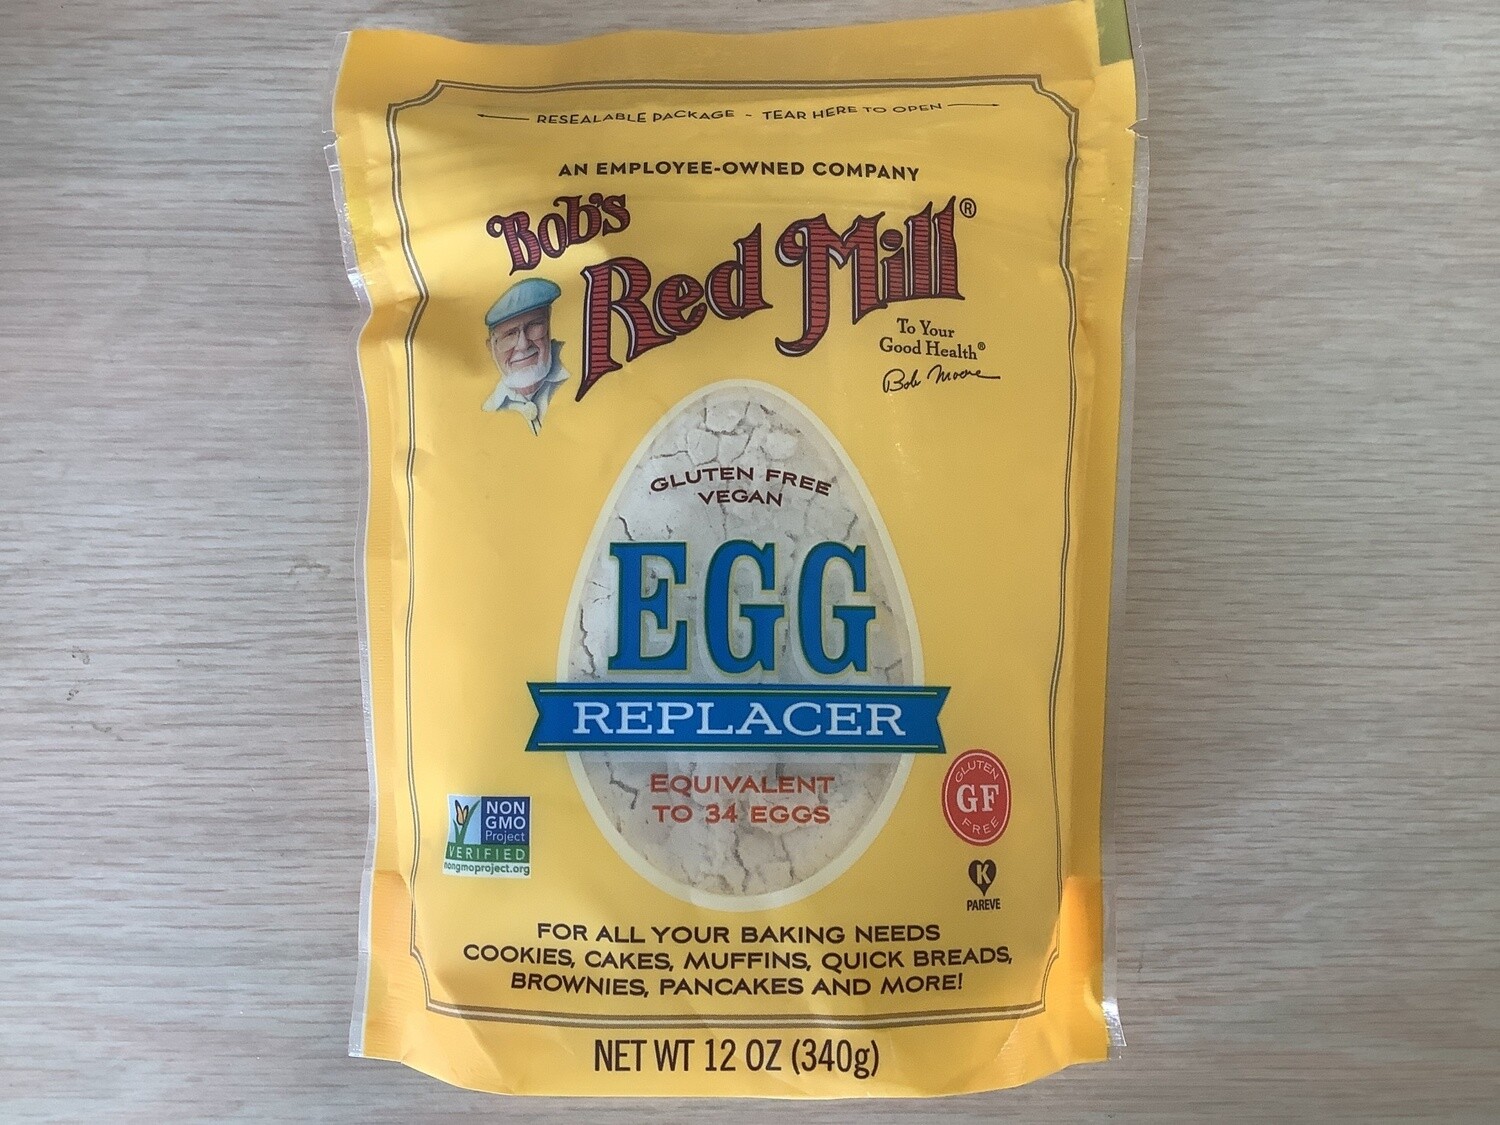 RESEALABLE PACKAGE - TEAR HERE TO OPEN
AN EMPLOYEE-OWNED COMPANY
Bob's
Red Mill®
To Your
Good Health®
Bob Moore
GLUTEN FREE
VEGAN
EGG
REPLACER
EQUIVALENT
TO 34 EGGS
NON
GMO
Project
VERIFIED
nongmoproject.org
GLUTEN
GF
FREE
K
PAREVE
FOR ALL YOUR BAKING NEEDS
COOKIES, CAKES, MUFFINS, QUICK BREADS,
BROWNIES, PANCAKES AND MORE!
NET WT 12 OZ (340g)